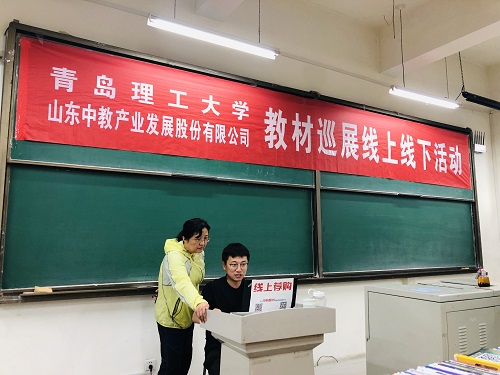 青岛理工大学
山东中教产业发展股份有限公司
教材巡展线上线下活动
线上荐购